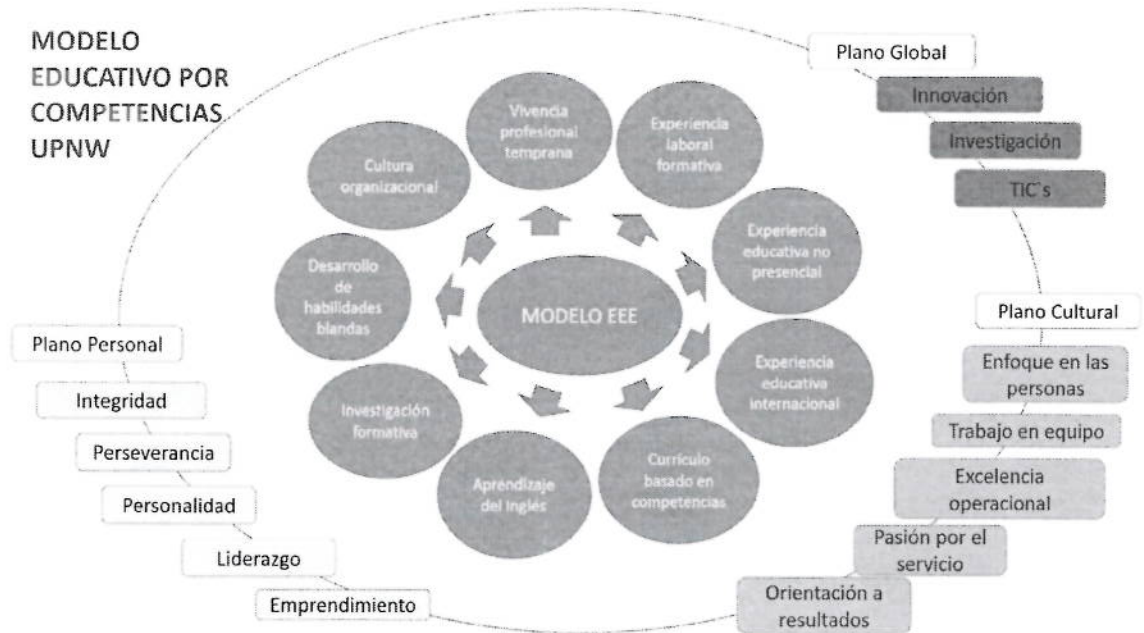 MODELO
EDUCATIVO POR
COMPETENCIAS
UPNW
Plano Global
Innovación
Investigación
TIC`s
Vivencia
profesional
temprana
Experiencia
laboral
formativa
Cultura
organizacional
Experiencia
educativa no
presencial
Desarrollo
de
habilidades
blandas
MODELO EEE
Plano Cultural
Enfoque en las
personas
Trabajo en equipo
Excelencia
operacional
Pasión por el
servicio
Orientación a
resultados
Experiencia
educativa
internacional
Investigación
formativa
Aprendizaje
del Inglés
Currículo
basado en
competencias
Plano Personal
Integridad
Perseverancia
Personalidad
Liderazgo
Emprendimiento